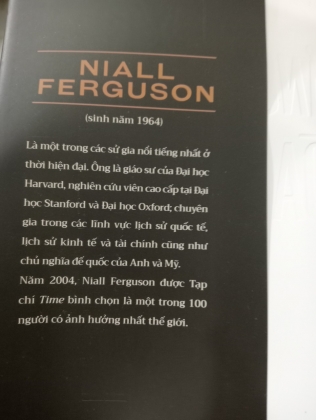 NIALL
FERGUSON
(sinh năm 1964)
Là một trong các sử gia nổi tiếng nhất ở
thời hiện đại. Ông là giáo sư của Đại học
Harvard, nghiên cứu viên cao cấp tại Đại
học Stanford và Đại học Oxford; chuyên
gia trong các lĩnh vực lịch sử quốc tế,
lịch sử kinh tế và tài chính cũng như
chủ nghĩa đế quốc của Anh và Mỹ.
Năm 2004, Niall Ferguson được Tạp
chí Time bình chọn là một trong 100
người có ảnh hưởng nhất thế giới.